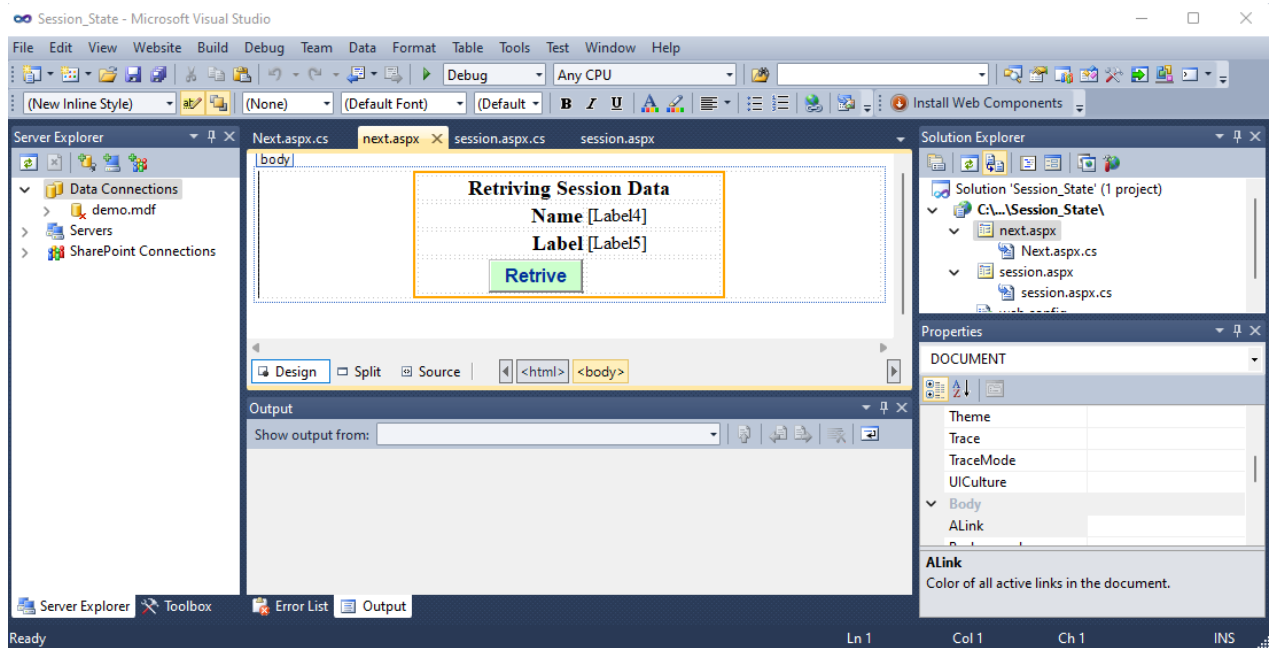 Session_State - Microsoft Visual Studio
File Edit View Website Build Debug Team Data Format Table Tools Test Window Help
Debug Any CPU
(New Inline Style) (None) (Default Font) (Default B I U A Install Web Components
Server Explorer
Data Connections
demo.mdf
Servers
SharePoint Connections
Server Explorer Toolbox
Next.aspx.cs next.aspx session.aspx.cs session.aspx
body
Retriving Session Data
Name [Label4]
Label [Label5]
Retrive
Design Split Source <html> <body>
Output
Show output from:
Error List Output
Solution Explorer
Solution 'Session_State' (1 project)
C:\...\Session_State\
next.aspx
Next.aspx.cs
session.aspx
session.aspx.cs
Properties
DOCUMENT
Theme
Trace
TraceMode
UICulture
Body
ALink
ALink
Color of all active links in the document.
Ready Ln 1 Col 1 Ch 1 INS